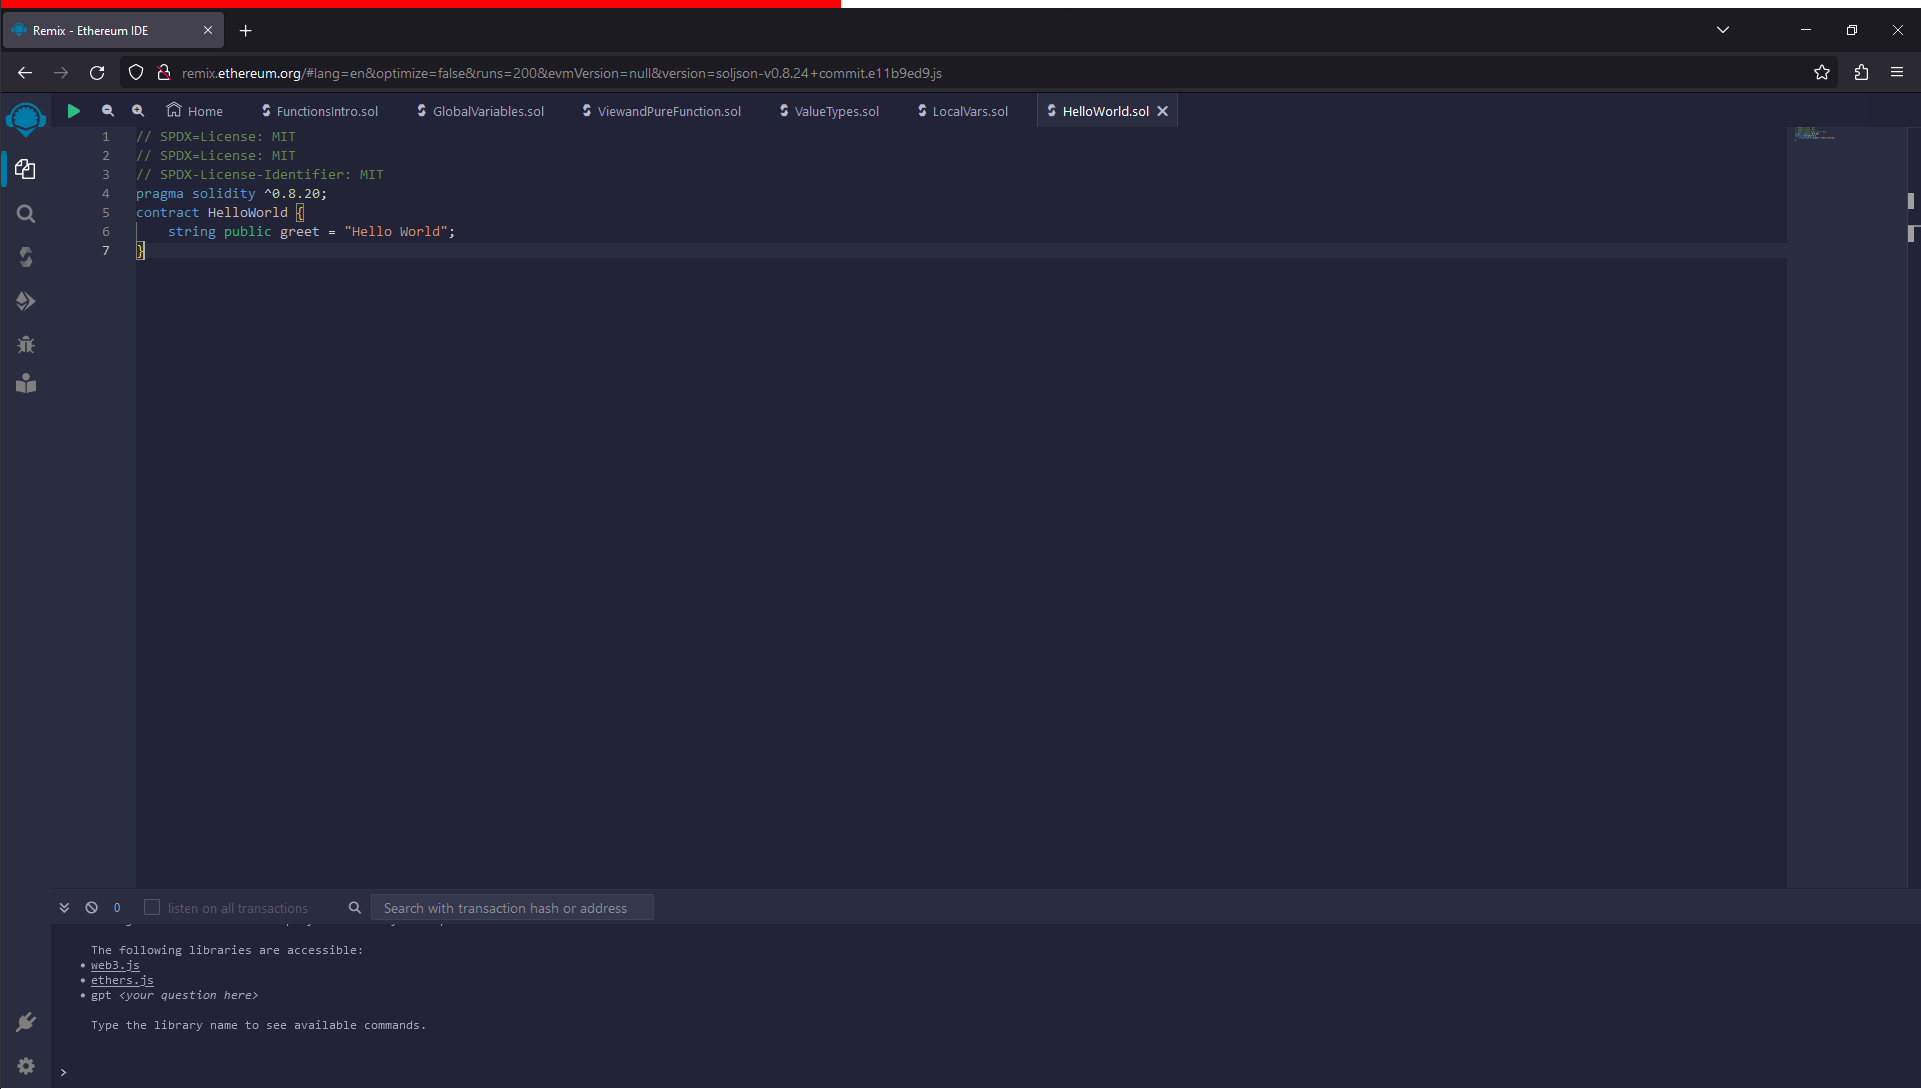 Remix - Ethereum IDE
remix.ethereum.org/#lang=en&optimize=false&runs=200&evmVersion=null&version=soljson-v0.8.24+commit.e11b9ed9.js
Home FunctionsIntro.sol GlobalVariables.sol ViewandPureFunction.sol ValueTypes.sol LocalVars.sol HelloWorld.sol
1 // SPDX=License: MIT
2 // SPDX=License: MIT
3 // SPDX-License-Identifier: MIT
4 pragma solidity ^0.8.20;
5 contract HelloWorld {
6 string public greet = "Hello World";
7 }
0 listen on all transactions Search with transaction hash or address
The following libraries are accessible:
• web3.js
• ethers.js
• gpt <your question here>
Type the library name to see available commands.
>